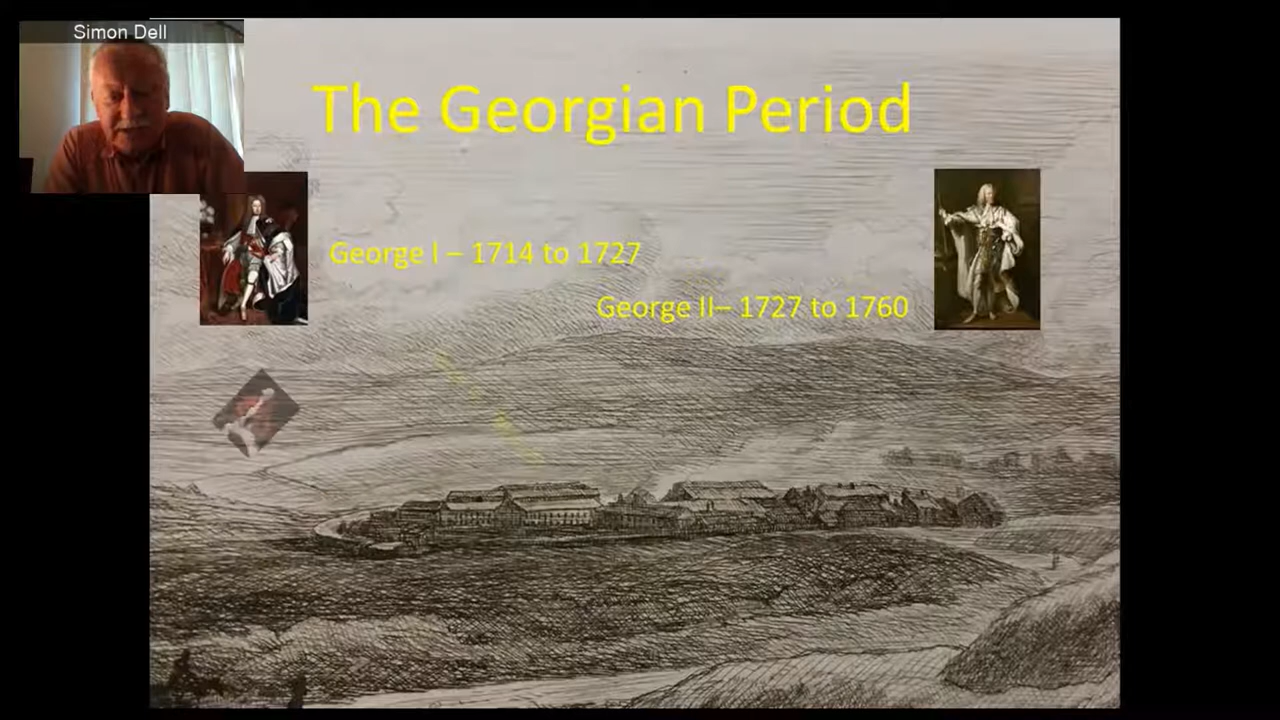 Simon Dell
The Georgian Period
George I – 1714 to 1727
George II– 1727 to 1760